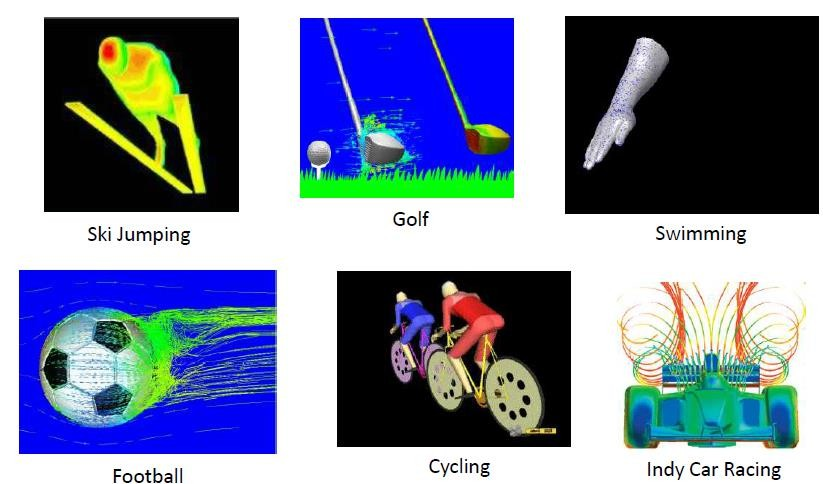 Ski Jumping
Golf
Swimming
Football
Cycling
Indy Car Racing